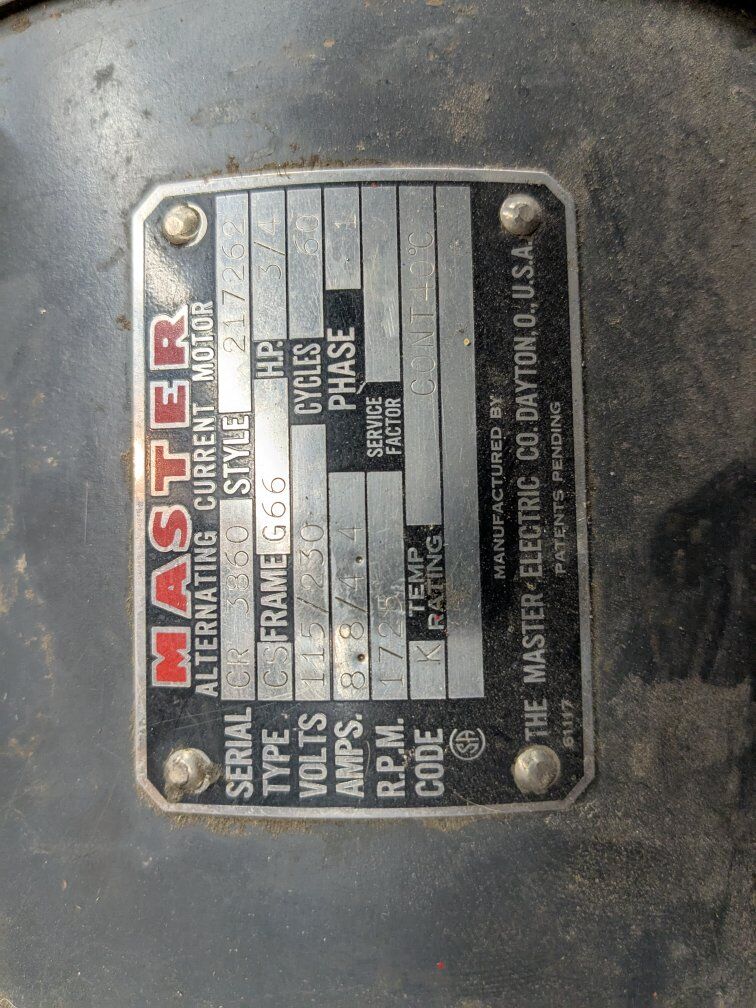 MASTER
ALTERNATING CURRENT MOTOR
SERIAL CR 3860 STYLE 217262
TYPE CS FRAME G66 H.P. 3/4
VOLTS 115/230 CYCLES 60
AMPS. 8.8/4.4 PHASE 1
R.P.M. 1725 SERVICE FACTOR
CODE K TEMP RATING CONT 40°C
SA
MANUFACTURED BY
THE MASTER ELECTRIC CO. DAYTON, O., U.S.A.
PATENTS PENDING